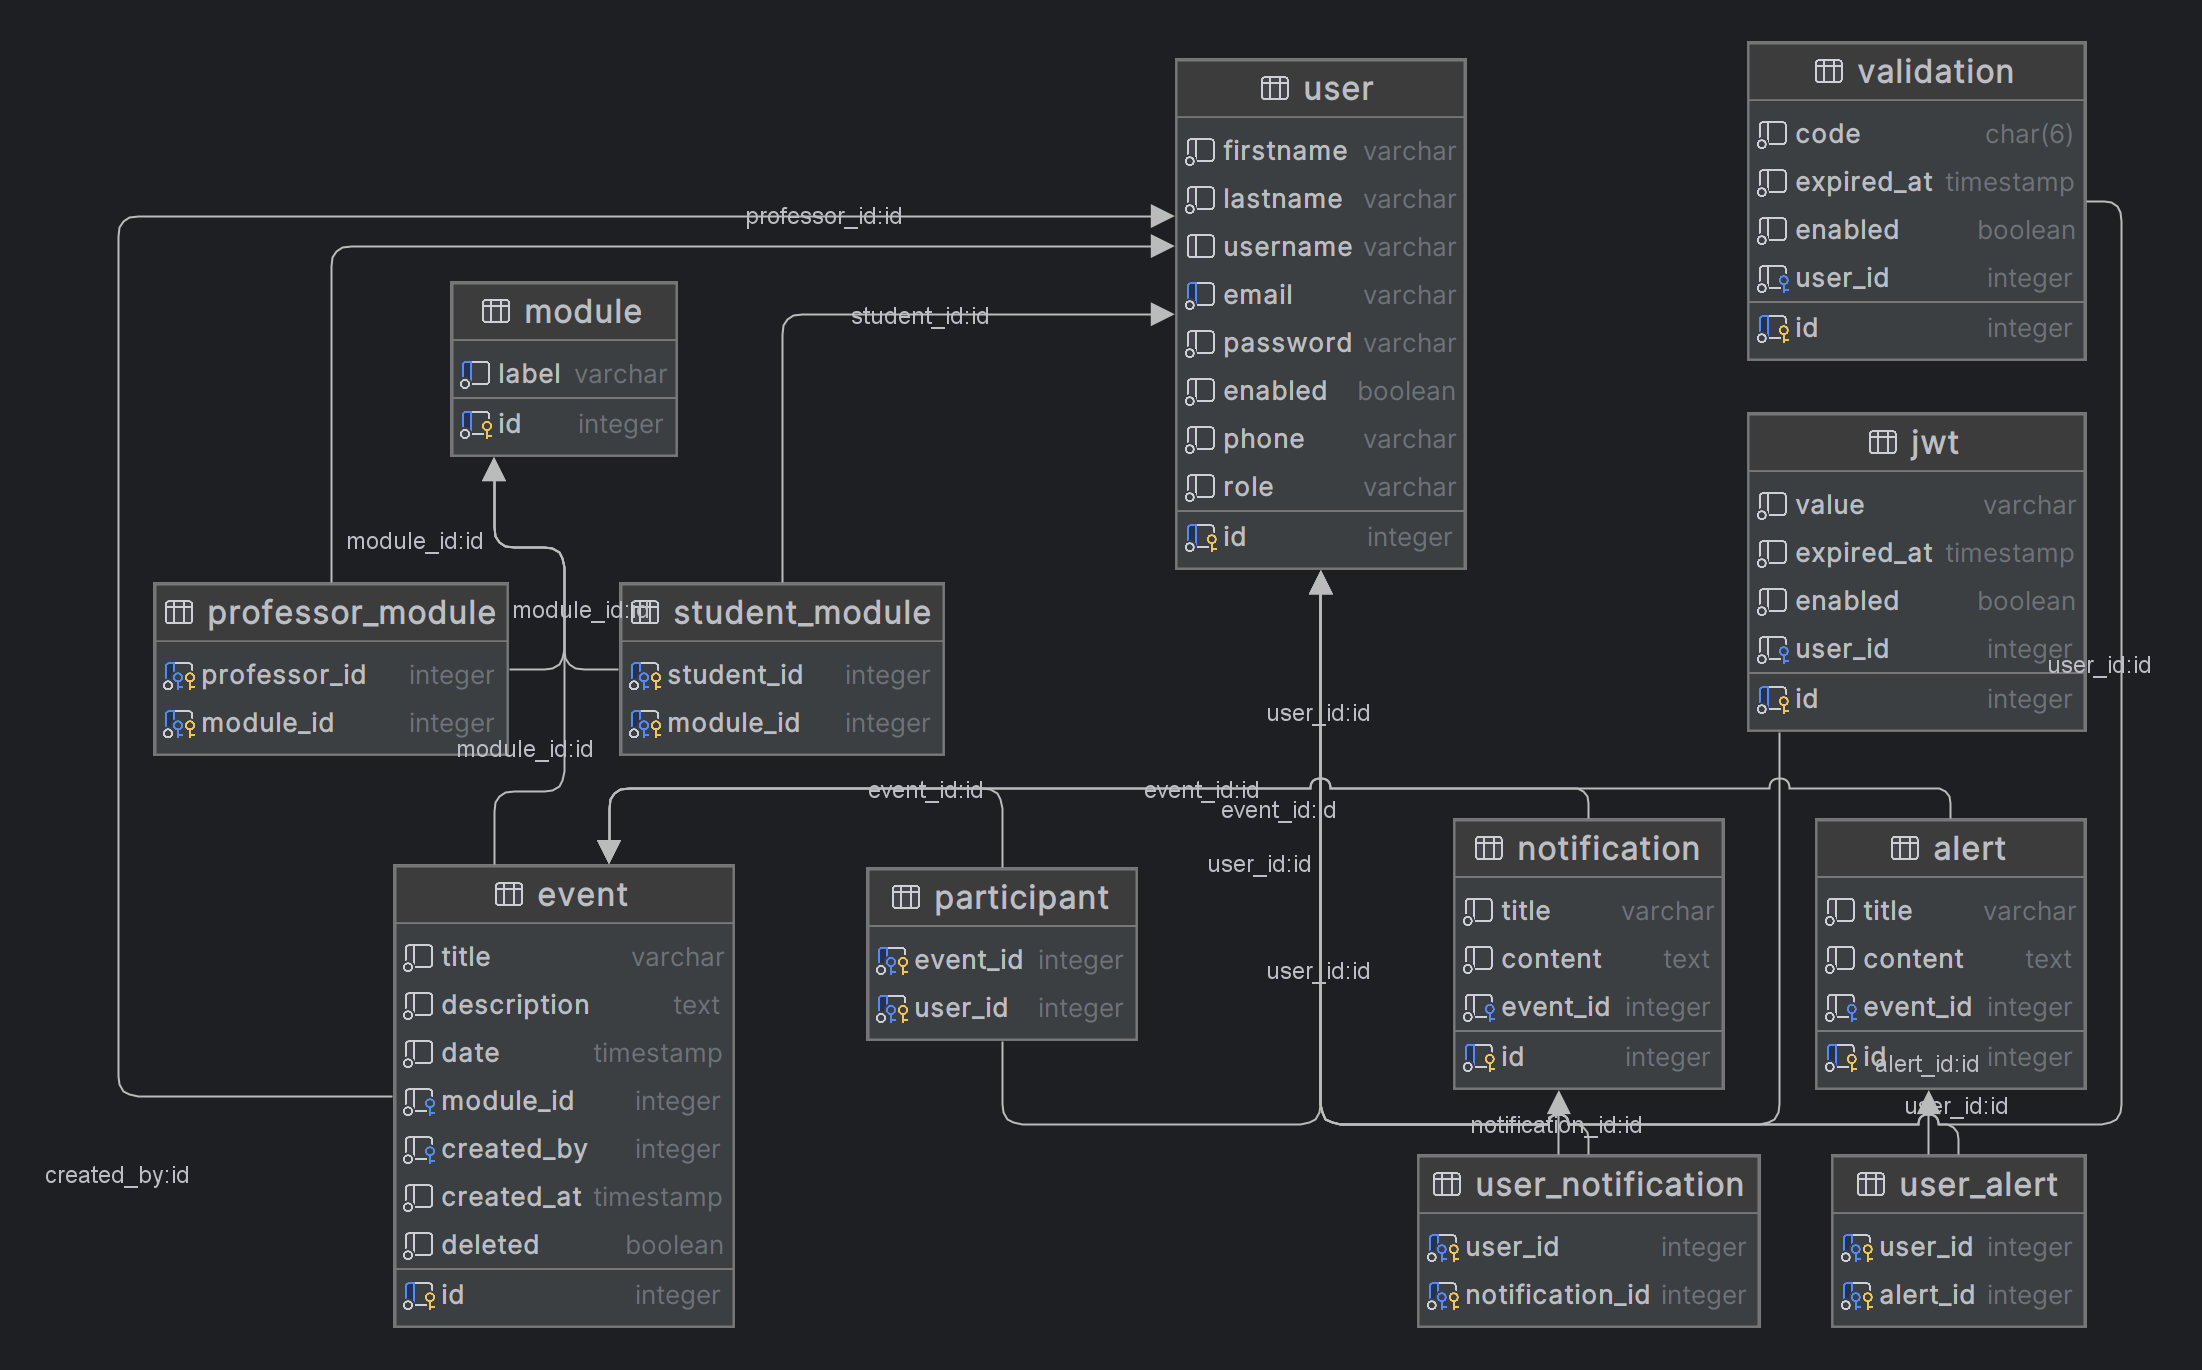 user
firstname varchar
lastname varchar
username varchar
email varchar
password varchar
enabled boolean
phone varchar
role varchar
id integer
validation
code char(6)
expired_at timestamp
enabled boolean
user_id integer
id integer
professor_id:id
student_id:id
module
label varchar
id integer
jwt
value varchar
expired_at timestamp
enabled boolean
user_id integer
id integer
user_id:id
module_id:id
module_id:id
professor_module
professor_id integer
module_id integer
student_module
student_id integer
module_id integer
module_id:id
user_id:id
event_id:id
event_id:id
event_id:id
user_id:id
user_id:id
event
title varchar
description text
date timestamp
module_id integer
created_by integer
created_at timestamp
deleted boolean
id integer
participant
event_id integer
user_id integer
notification
title varchar
content text
event_id integer
id integer
alert
title varchar
content text
event_id integer
id integer
alert_id:id
user_id:id
notification_id:id
created_by:id
user_notification
user_id integer
notification_id integer
user_alert
user_id integer
alert_id integer